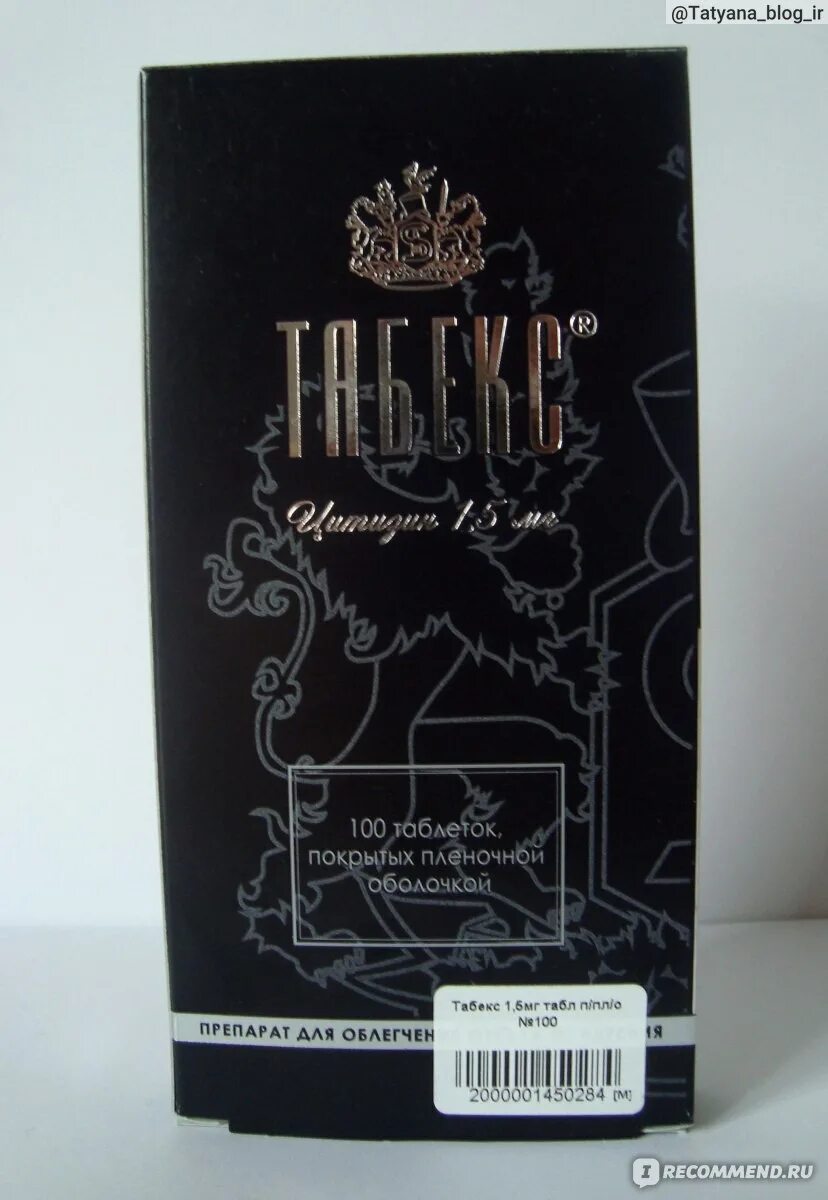 @Tatyana_blog_ir
ТАБЕКС®
Цитизин 1,5 мг
100 таблеток,
покрытых пленочной
оболочкой
Табекс 1,5мг табл п/пл/о
№100
ПРЕПАРАТ ДЛЯ ОБЛЕГЧЕН
2000001450284 [М]
IRECOMMEND.RU